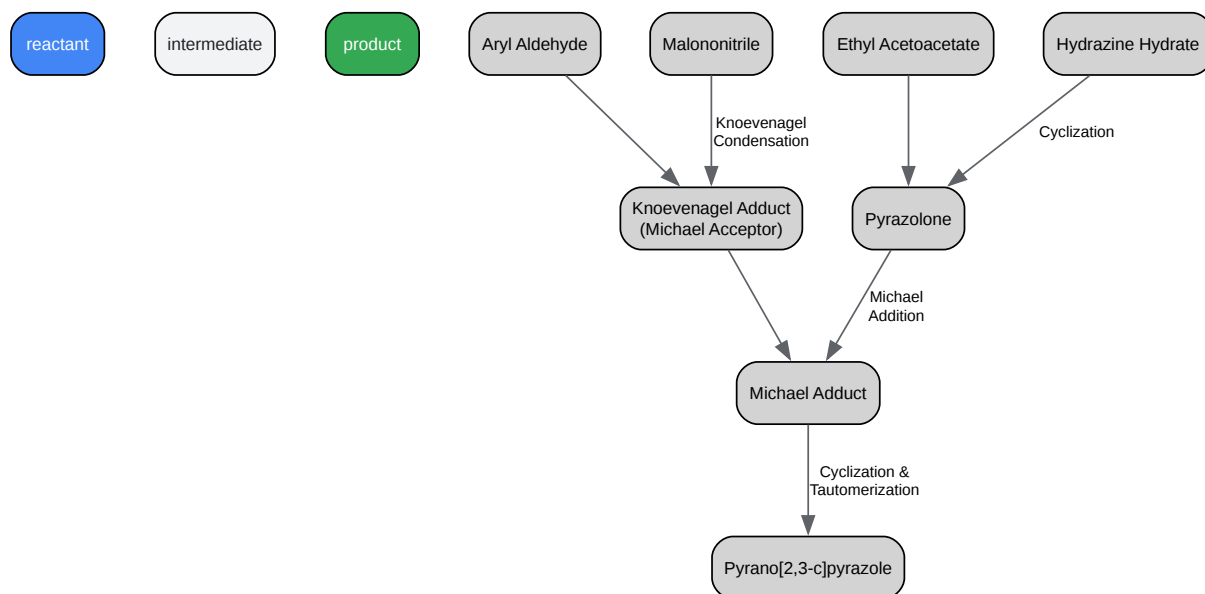 reactant
intermediate
product
Aryl Aldehyde
Malononitrile
Ethyl Acetoacetate
Hydrazine Hydrate
Knoevenagel
Condensation
Cyclization
Knoevenagel Adduct
(Michael Acceptor)
Pyrazolone
Michael
Addition
Michael Adduct
Cyclization &
Tautomerization
Pyrano[2,3-c]pyrazole